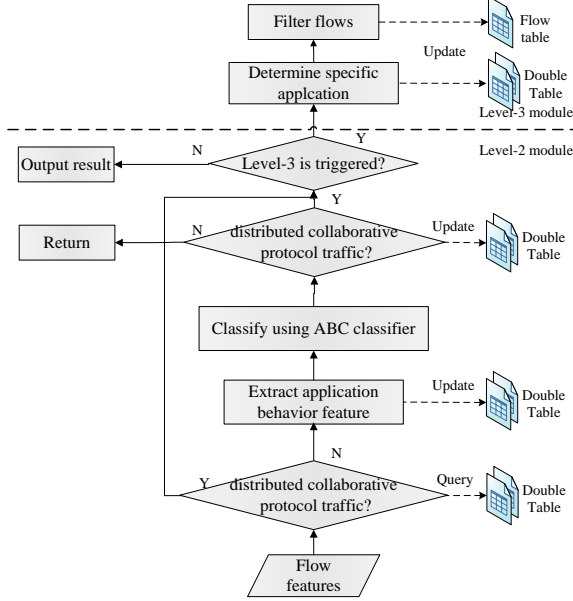 Filter flows
Flow
table
Update
Determine specific
applcation
Double
Table
Level-3 module
Y
N
Level-3 is triggered?
Output result
Level-2 module
Y
N
distributed collaborative
protocol traffic?
Return
Update
Double
Table
Classify using ABC classifier
Extract application
behavior feature
Update
Double
Table
N
Y
distributed collaborative
protocol traffic?
Query
Double
Table
Flow
features